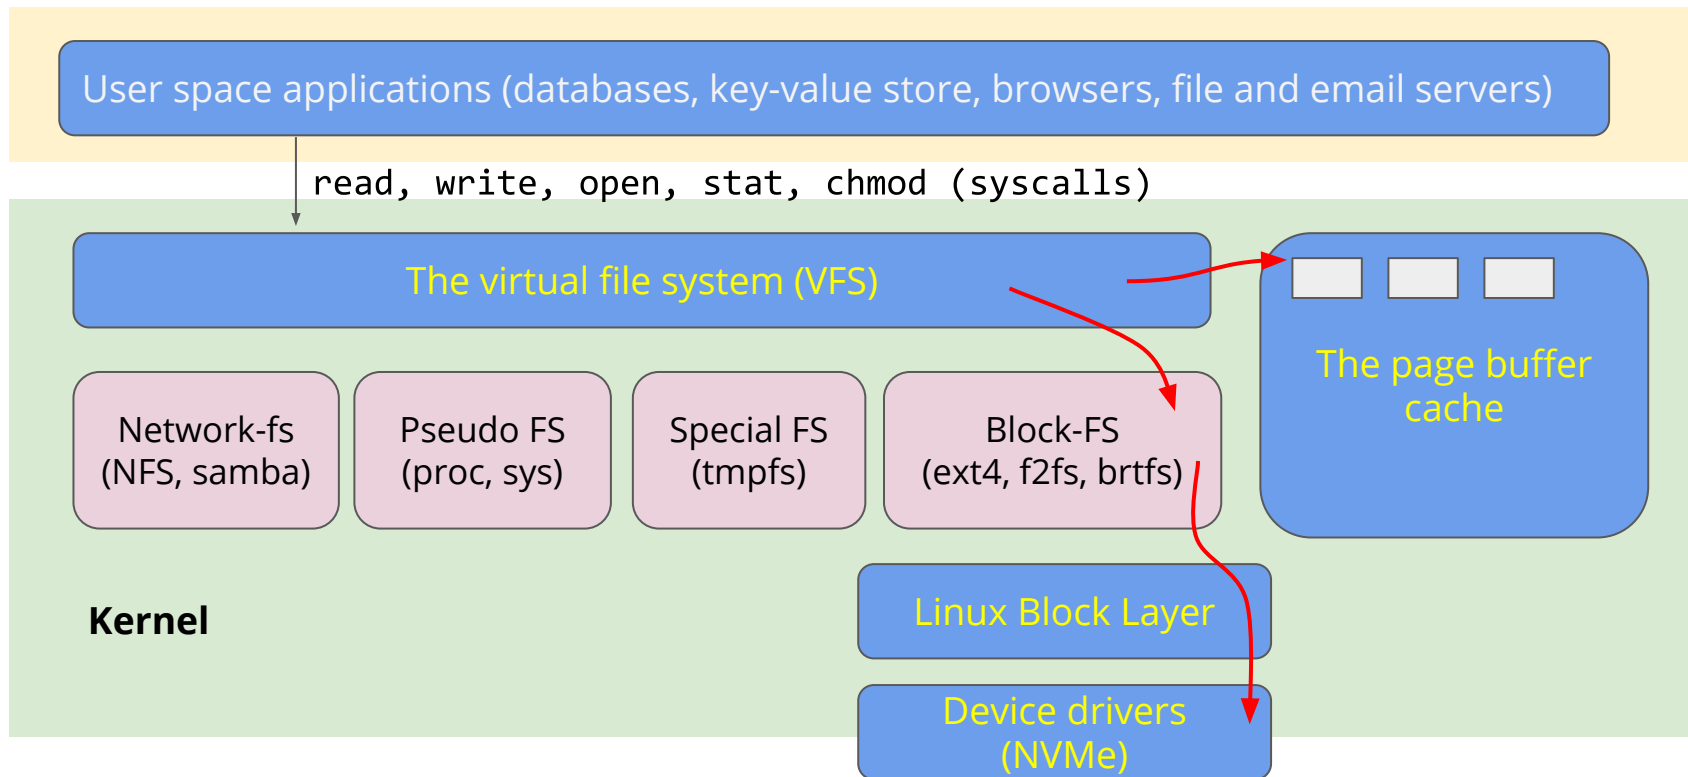 User space applications (databases, key-value store, browsers, file and email servers)
read, write, open, stat, chmod (syscalls)
The virtual file system (VFS)
The page buffer
cache
Network-fs
(NFS, samba)
Pseudo FS
(proc, sys)
Special FS
(tmpfs)
Block-FS
(ext4, f2fs, brtfs)
Kernel
Linux Block Layer
Device drivers
(NVMe)